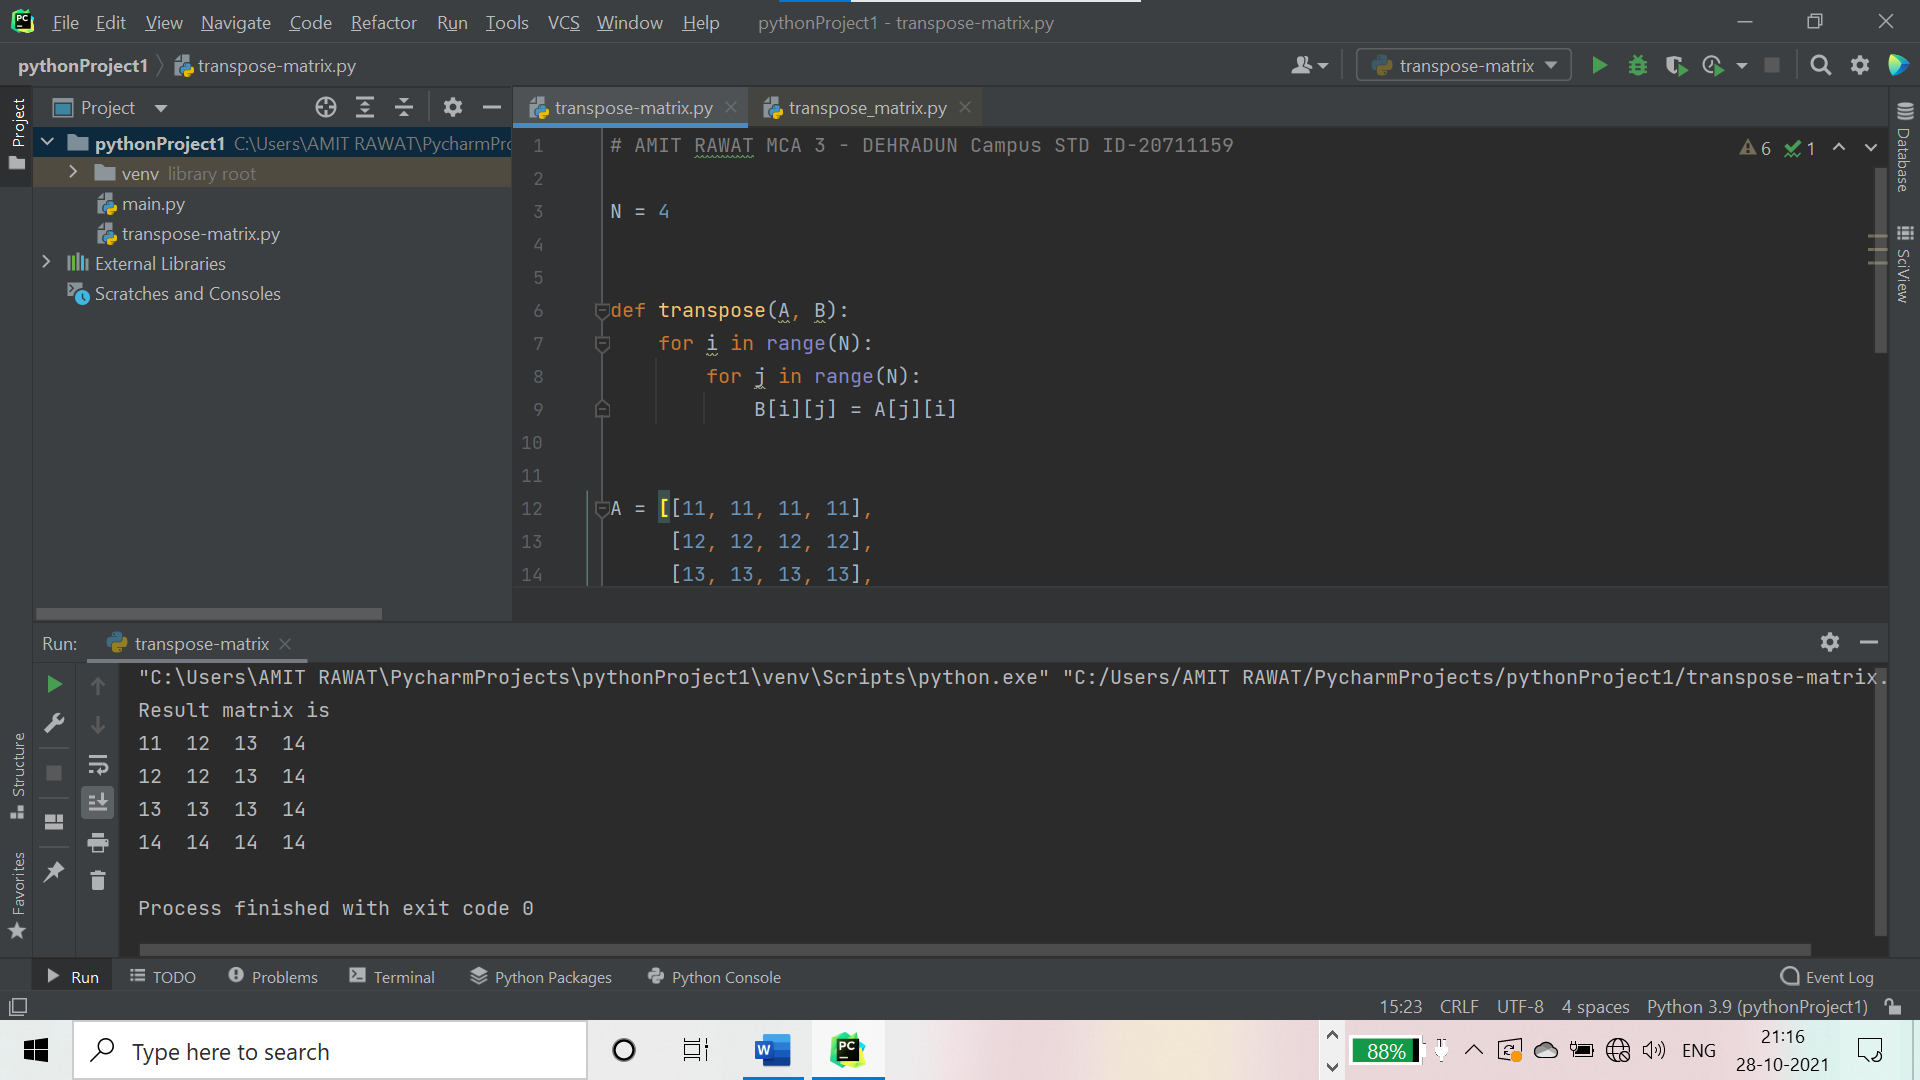 File Edit View Navigate Code Refactor Run Tools VCS Window Help pythonProject1 - transpose-matrix.py
pythonProject1 transpose-matrix.py transpose-matrix
Project
Project
pythonProject1 C:\Users\AMIT RAWAT\PycharmPro
venv library root
main.py
transpose-matrix.py
External Libraries
Scratches and Consoles
transpose-matrix.py transpose_matrix.py
6 1
1 # AMIT RAWAT MCA 3 - DEHRADUN Campus STD ID-20711159
2
3 N = 4
4
5
6 def transpose(A, B):
7 for i in range(N):
8 for j in range(N):
9 B[i][j] = A[j][i]
10
11
12 A = [[11, 11, 11, 11],
13 [12, 12, 12, 12],
14 [13, 13, 13, 13],
Database
SciView
Run: transpose-matrix
"C:\Users\AMIT RAWAT\PycharmProjects\pythonProject1\venv\Scripts\python.exe" "C:/Users/AMIT RAWAT/PycharmProjects/pythonProject1/transpose-matrix.
Result matrix is
11 12 13 14
12 12 13 14
13 13 13 14
14 14 14 14
Process finished with exit code 0
Structure
Favorites
Run TODO Problems Terminal Python Packages Python Console Event Log
15:23 CRLF UTF-8 4 spaces Python 3.9 (pythonProject1)
Type here to search
88%
ENG
21:16
28-10-2021